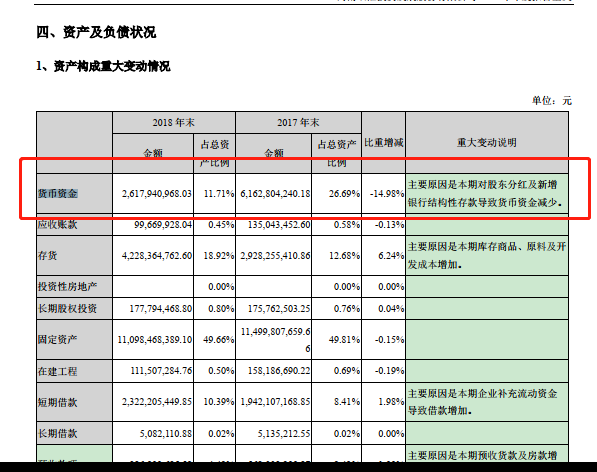 四、资产及负债状况
1、资产构成重大变动情况
单位：元
2018 年末 2017 年末 比重增减 重大变动说明
金额 占总资产比例 金额 占总资产比例
货币资金 2,617,940,968.03 11.71% 6,162,804,240.18 26.69% -14.98% 主要原因是本期对股东分红及新增
银行结构性存款导致货币资金减少。
应收账款 99,669,928.04 0.45% 135,043,452.60 0.58% -0.13%
存货 4,228,364,762.60 18.92% 2,928,255,410.86 12.68% 6.24% 主要原因是本期库存商品、原料及开
发成本增加。
投资性房地产 0.00% 0.00% 0.00%
长期股权投资 177,794,468.80 0.80% 175,762,503.25 0.76% 0.04%
固定资产 11,098,468,389.10 49.66% 11,499,807,659.6
6 49.81% -0.15%
在建工程 111,507,284.76 0.50% 158,186,690.22 0.69% -0.19%
短期借款 2,322,205,449.85 10.39% 1,942,107,168.85 8.41% 1.98% 主要原因是本期企业补充流动资金
导致借款增加。
长期借款 5,082,110.88 0.02% 5,135,212.55 0.02% 0.00%
主要原因是本期预收货款及房款增